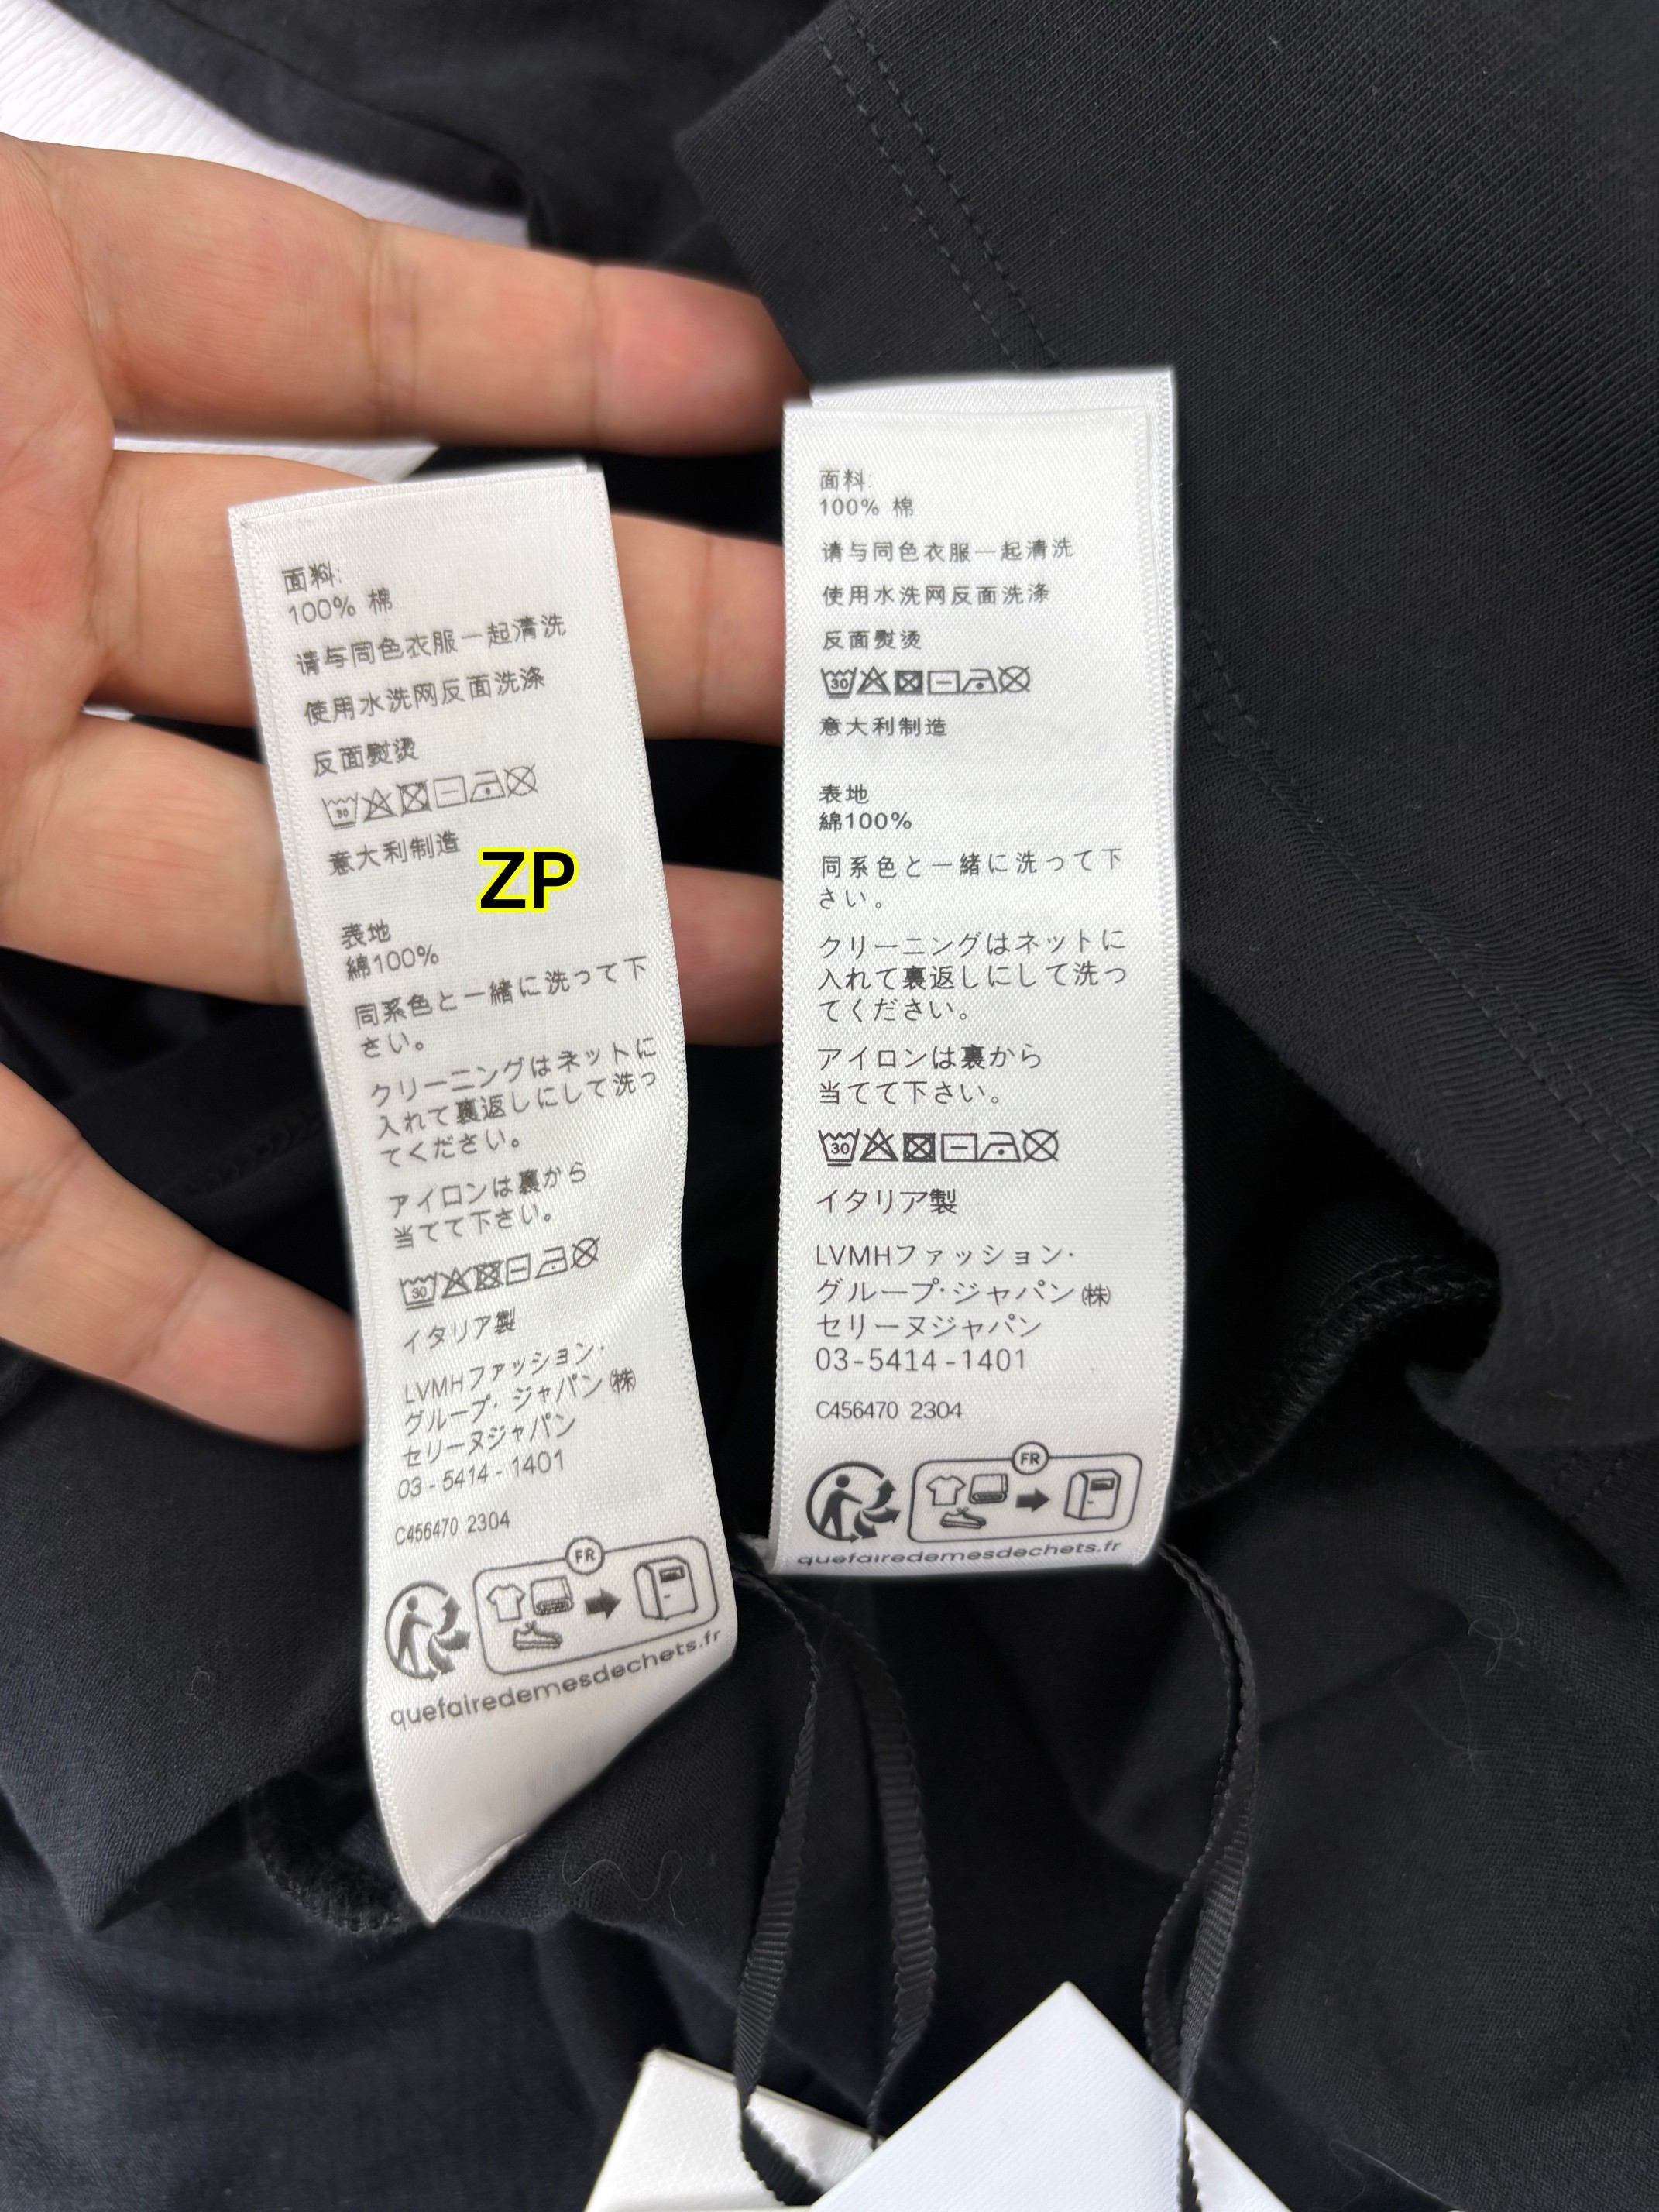 面料:
100% 棉
请与同色衣服一起清洗
使用水洗网反面洗涤
反面熨烫
30
意大利制造
ZP
表地
綿100%
同系色と一緒に洗って下
さい。
クリーニングはネットに
入れて裏返しにして洗っ
てください。
アイロンは裏から
当てて下さい。
30
イタリア製
LVMHファッション·
グループ·ジャパン㈱
セリーヌジャパン
03-5414-1401
C456470 2304
FR
quefairedemesdechets.fr
面料:
100% 棉
请与同色衣服一起清洗
使用水洗网反面洗涤
反面熨烫
30
意大利制造
表地
綿100%
同系色と一緒に洗って下
さい。
クリーニングはネットに
入れて裏返しにして洗っ
てください。
アイロンは裏から
当てて下さい。
30
イタリア製
LVMHファッション·
グループ·ジャパン㈱
セリーヌジャパン
03-5414-1401
C456470 2304
FR
quefairedemesdechets.fr